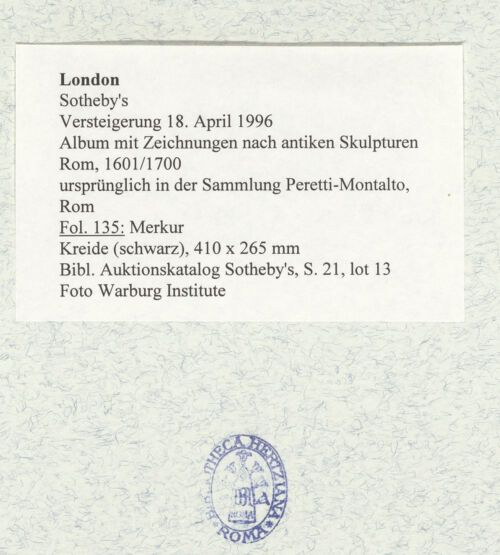 London
Sotheby's
Versteigerung 18. April 1996
Album mit Zeichnungen nach antiken Skulpturen
Rom, 1601/1700
ursprünglich in der Sammlung Peretti-Montalto,
Rom
Fol. 135: Merkur
Kreide (schwarz), 410 x 265 mm
Bibl. Auktionskatalog Sotheby's, S. 21, lot 13
Foto Warburg Institute
BIBLIOTHECA HERTZIANA
ROMA